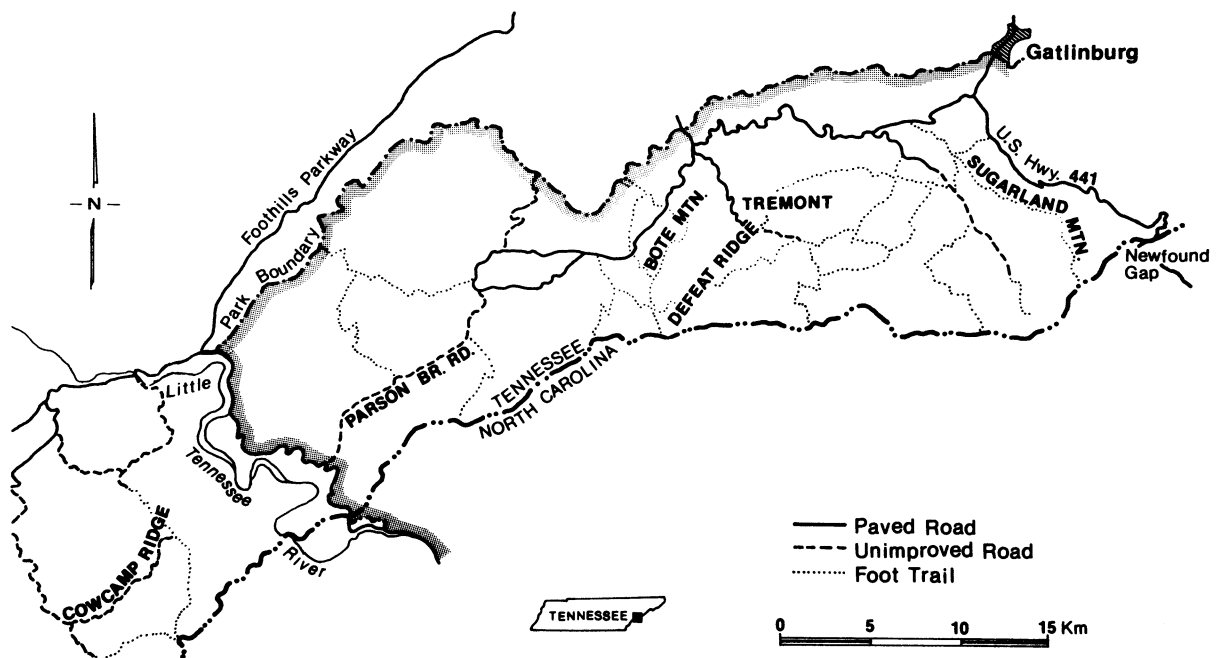 Gatlinburg
U.S. Hwy. 441
SUGARLAND MTN.
Newfound
Gap
Foothills Parkway
Park Boundary
– N –
BOTE MTN.
TREMONT
DEFEAT RIDGE
PARSON BR. RD.
TENNESSEE
NORTH CAROLINA
Little
Tennessee
River
COWCAMP RIDGE
Paved Road
Unimproved Road
Foot Trail
TENNESSEE
0 5 10 15 Km